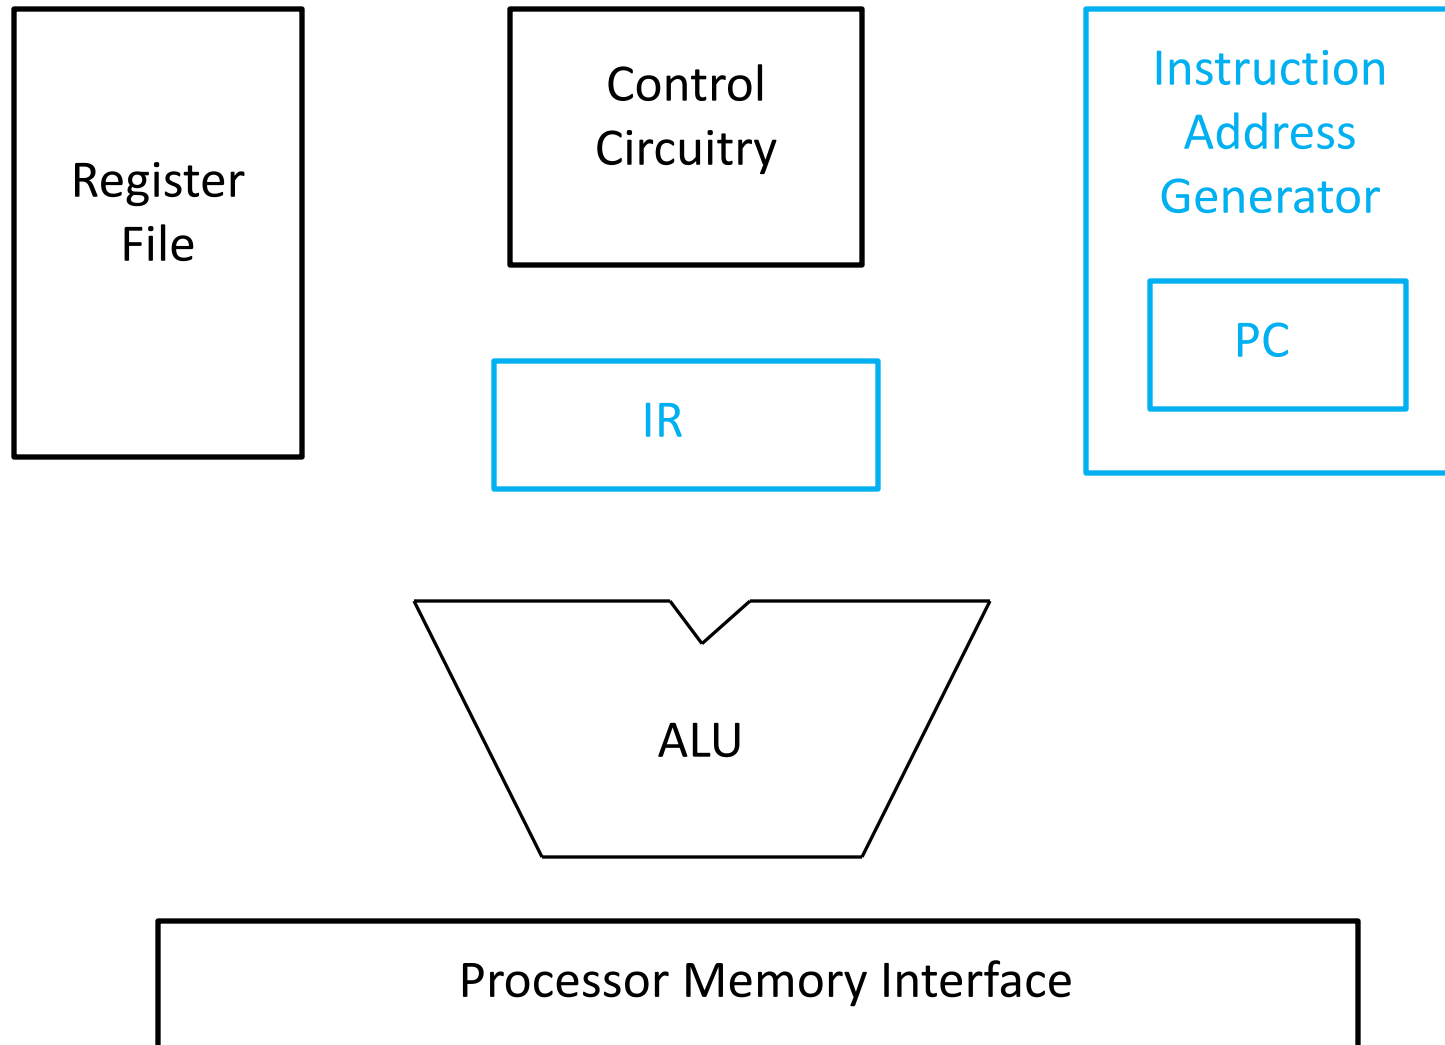 Register
File
Control
Circuitry
Instruction
Address
Generator
PC
IR
ALU
Processor Memory Interface